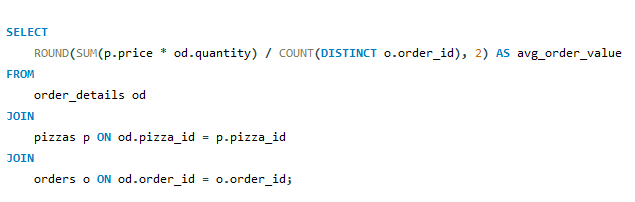 SELECT
ROUND(SUM(p.price * od.quantity) / COUNT(DISTINCT o.order_id), 2) AS avg_order_value
FROM
order_details od
JOIN
pizzas p ON od.pizza_id = p.pizza_id
JOIN
orders o ON od.order_id = o.order_id;